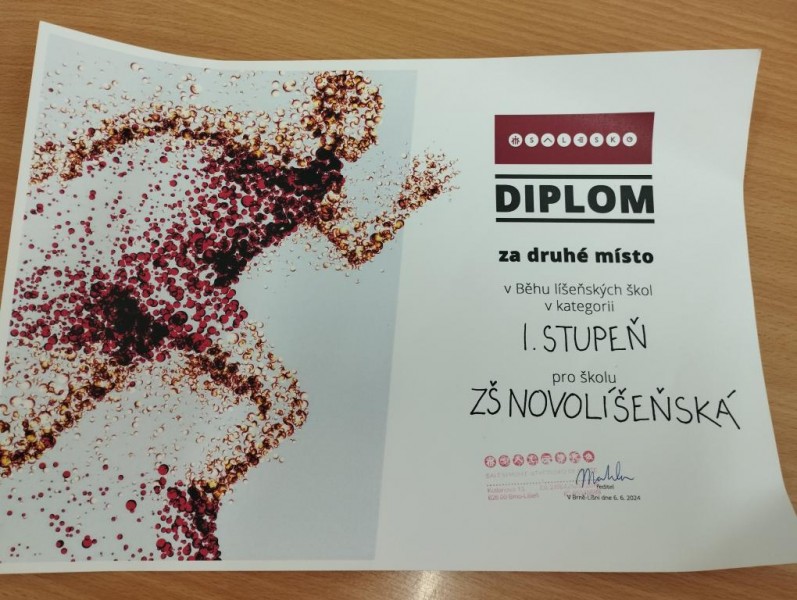 SALESKO
DIPLOM
za druhé místo
v Běhu líšeňských škol
v kategorii
I. STUPEŇ
pro školu
ZŠ NOVOLÍŠEŇSKÁ
ředitel
V Brně-Líšni dne 6. 6. 2024